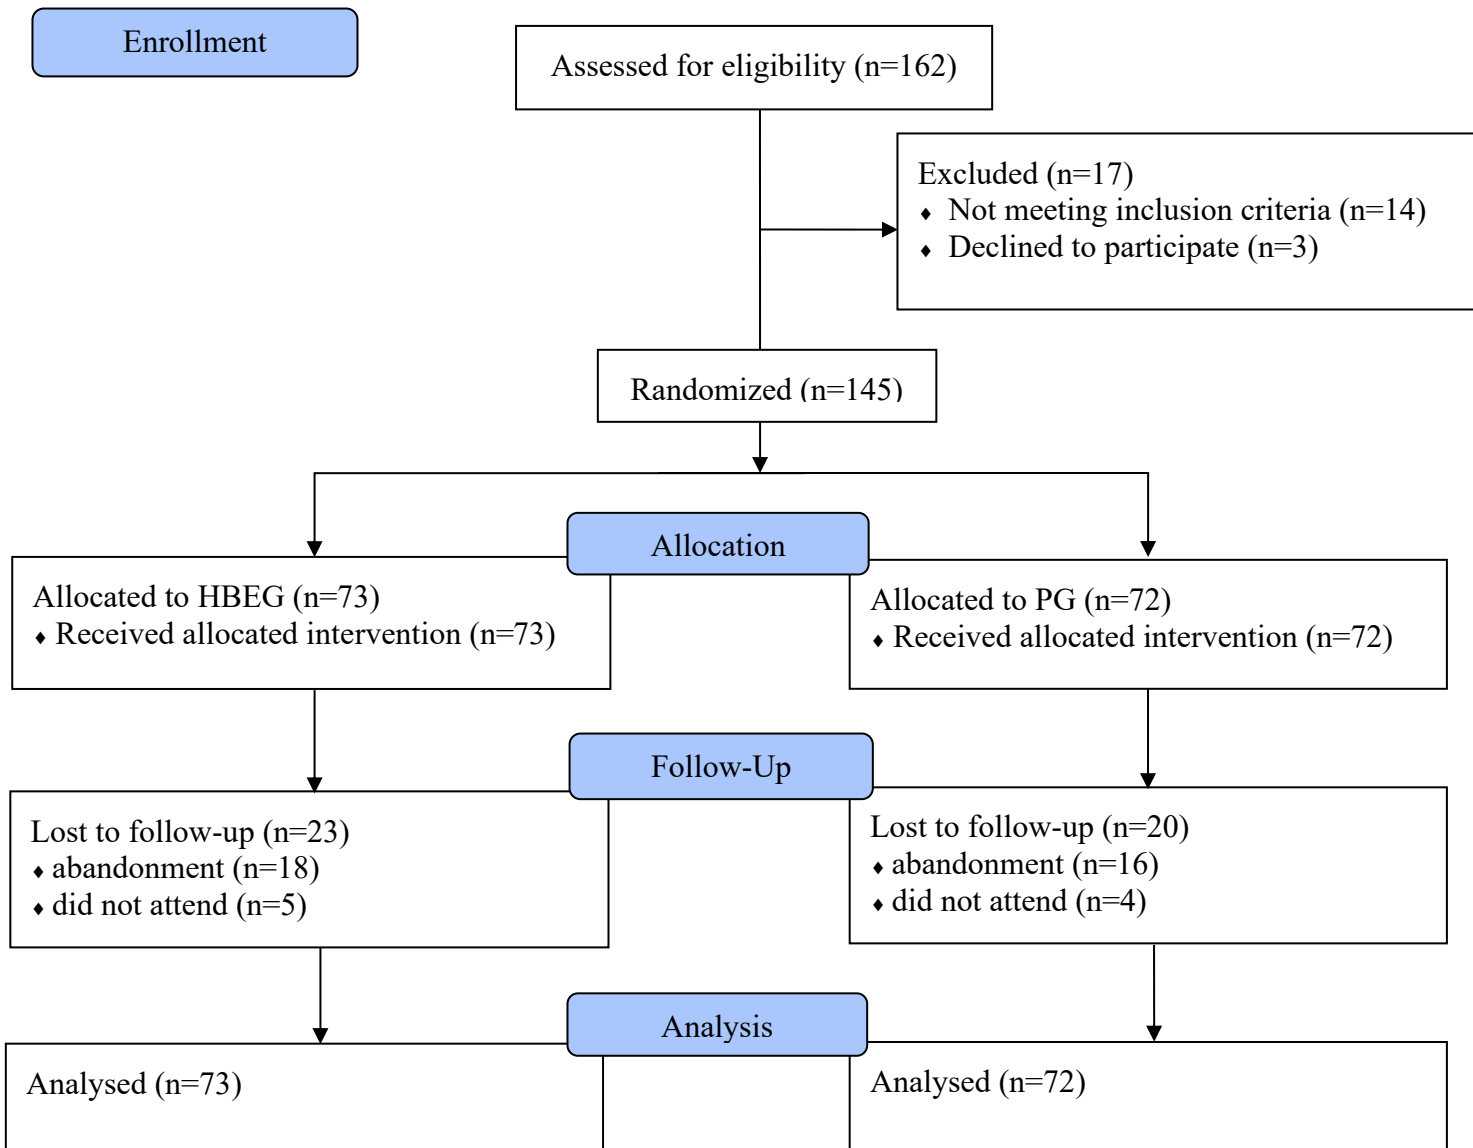 Enrollment
Assessed for eligibility (n=162)
Excluded (n=17)
⬧ Not meeting inclusion criteria (n=14)
⬧ Declined to participate (n=3)
Randomized (n=145)
Allocation
Allocated to HBEG (n=73)
⬧ Received allocated intervention (n=73)
Allocated to PG (n=72)
⬧ Received allocated intervention (n=72)
Follow-Up
Lost to follow-up (n=23)
⬧ abandonment (n=18)
⬧ did not attend (n=5)
Lost to follow-up (n=20)
⬧ abandonment (n=16)
⬧ did not attend (n=4)
Analysis
Analysed (n=73)
Analysed (n=72)